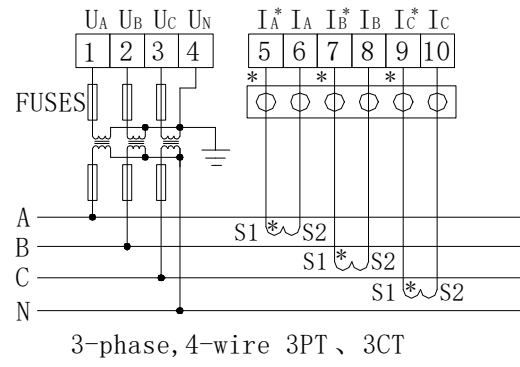 UA UB UC UN IA* IA IB* IB IC* IC
1 2 3 4 5 6 7 8 9 10
* * *
FUSES
A
S1 * S2
B
S1 * S2
C
S1 * S2
N
3-phase,4-wire 3PT、3CT